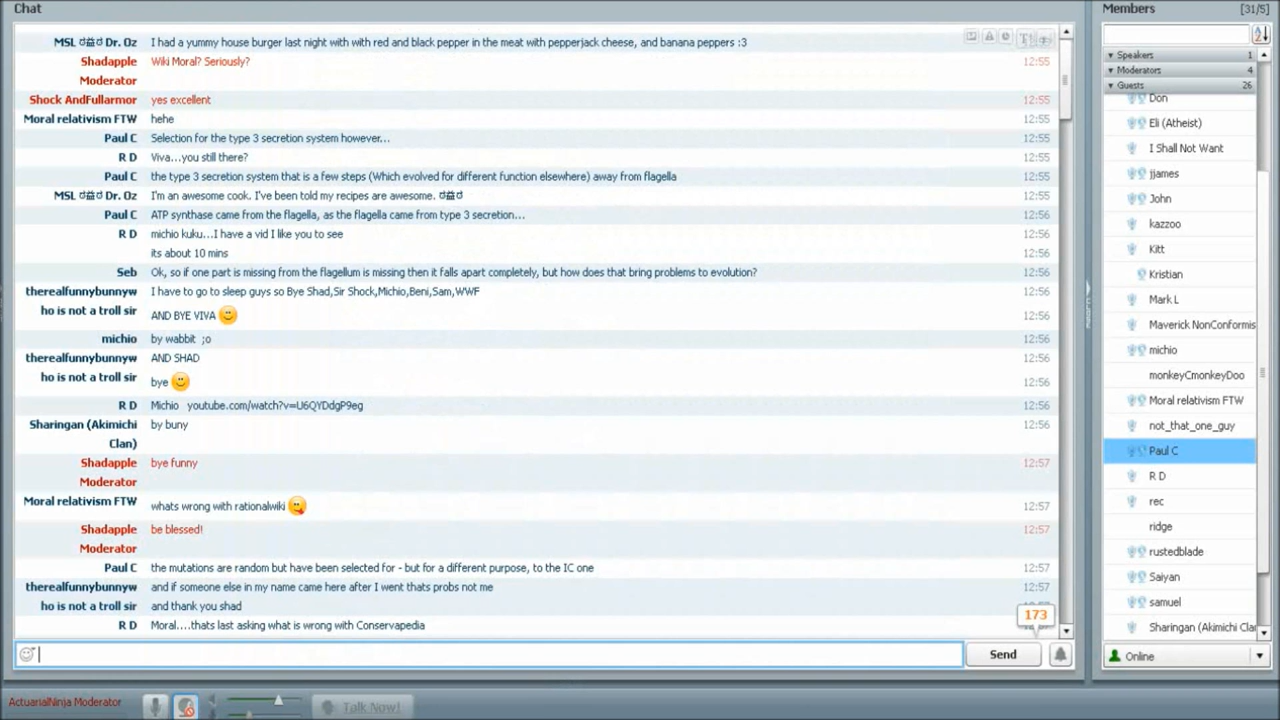 Chat
MSL ಠ益ಠ Dr. Oz I had a yummy house burger last night with with red and black pepper in the meat with pepperjack cheese, and banana peppers :3
Shadapple Wiki Moral? Seriously? 12:55
Moderator
Shock AndFullarmor yes excellent 12:55
Moral relativism FTW hehe 12:55
Paul C Selection for the type 3 secretion system however... 12:55
R D Viva...you still there? 12:55
Paul C the type 3 secretion system that is a few steps (Which evolved for different function elsewhere) away from flagella 12:55
MSL ಠ益ಠ Dr. Oz I'm an awesome cook. I've been told my recipes are awesome. ಠ益ಠ 12:55
Paul C ATP synthase came from the flagella, as the flagella came from type 3 secretion... 12:56
R D michio kuku...I have a vid I like you to see 12:56
its about 10 mins 12:56
Seb Ok, so if one part is missing from the flagellum is missing then it falls apart completely, but how does that bring problems to evolution? 12:56
therealfunnybunnyw I have to go to sleep guys so Bye Shad,Sir Shock,Michio,Beni,Sam,WWF 12:56
ho is not a troll sir AND BYE VIVA 12:56
michio by wabbit ;o 12:56
therealfunnybunnyw AND SHAD 12:56
ho is not a troll sir bye 12:56
R D Michio youtube.com/watch?v=U6QYDdgP9eg 12:56
Sharingan (Akimichi by buny 12:56
Clan)
Shadapple bye funny 12:57
Moderator
Moral relativism FTW whats wrong with rationalwiki 12:57
Shadapple be blessed! 12:57
Moderator
Paul C the mutations are random but have been selected for - but for a different purpose, to the IC one 12:57
therealfunnybunnyw and if someone else in my name came here after I went thats probs not me 12:57
ho is not a troll sir and thank you shad
R D Moral....thats last asking what is wrong with Conservapedia
173
Send
ActuarialNinja Moderator
Talk Now!
Members [31/5]
Speakers 1
Moderators 4
Guests 26
Don
Eli (Atheist)
I Shall Not Want
jjames
John
kazzoo
Kitt
Kristian
Mark L
Maverick NonConformis
michio
monkeyCmonkeyDoo
Moral relativism FTW
not_that_one_guy
Paul C
R D
rec
ridge
rustedblade
Saiyan
samuel
Sharingan (Akimichi Clar
Online